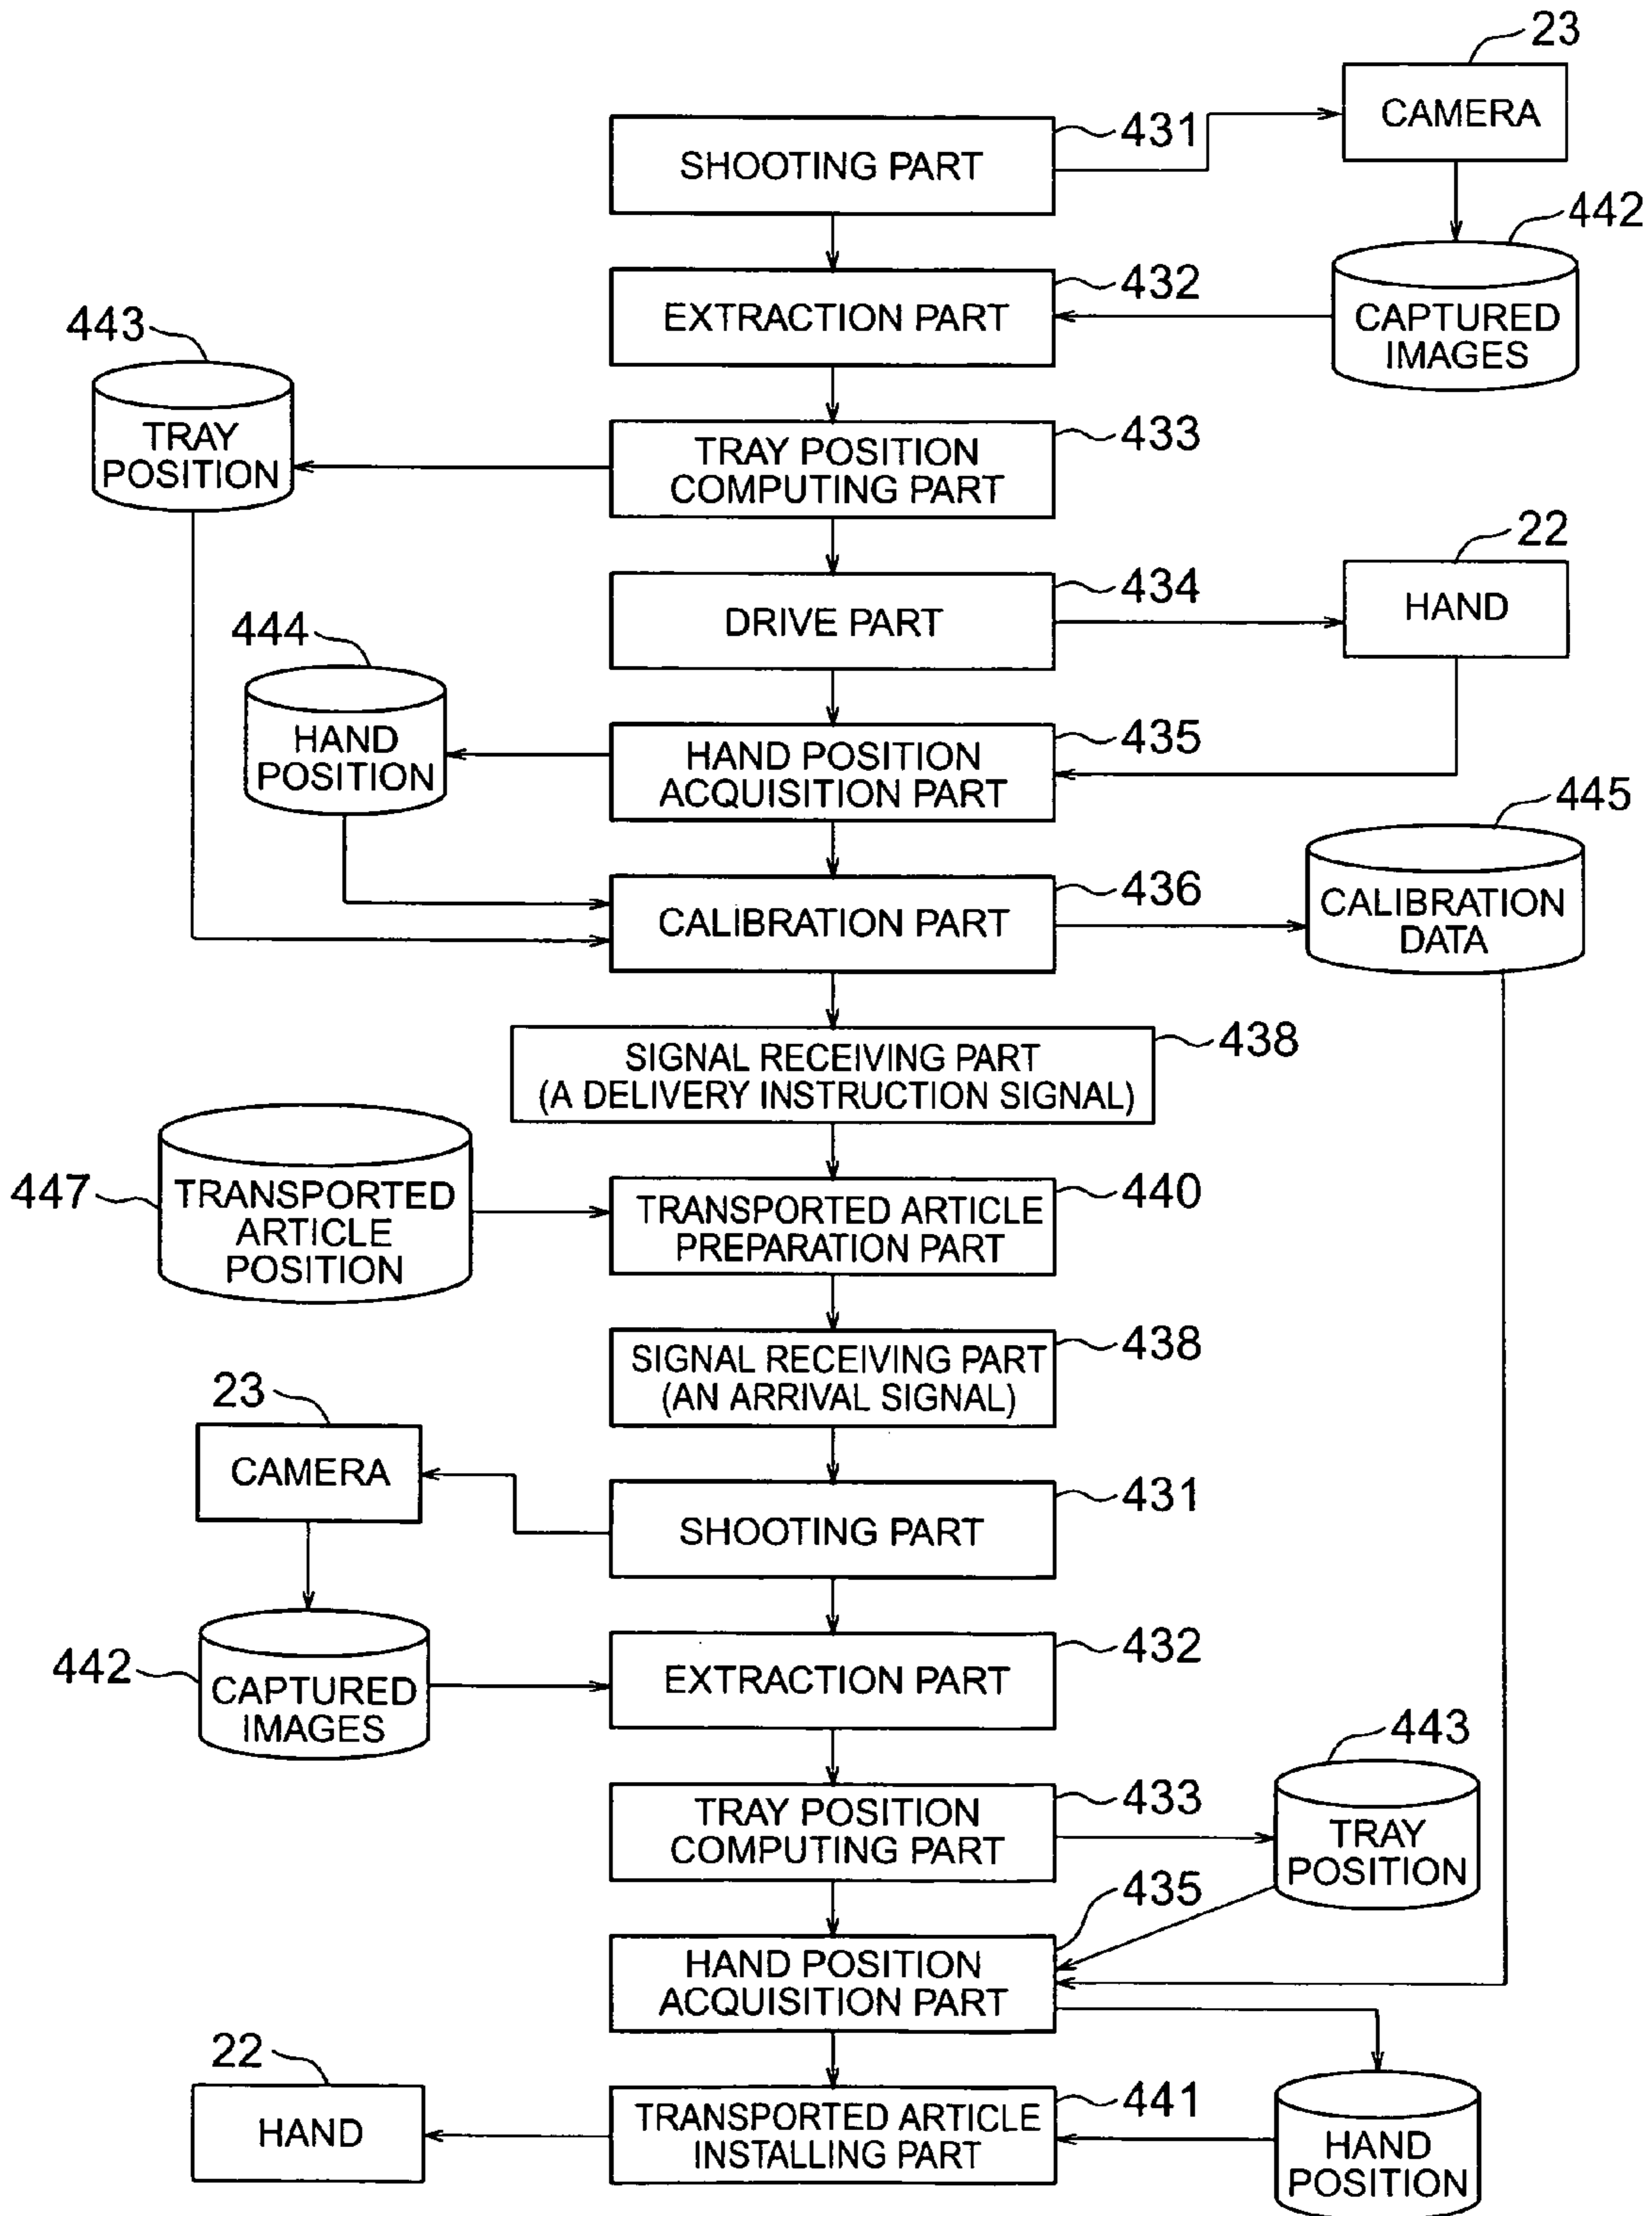 23
CAMERA
431
SHOOTING PART
442
CAPTURED
IMAGES
432
EXTRACTION PART
443
TRAY
POSITION
433
TRAY POSITION
COMPUTING PART
22
HAND
434
DRIVE PART
444
HAND
POSITION
435
HAND POSITION
ACQUISITION PART
445
CALIBRATION
DATA
436
CALIBRATION PART
438
SIGNAL RECEIVING PART
(A DELIVERY INSTRUCTION SIGNAL)
447
TRANSPORTED
ARTICLE
POSITION
440
TRANSPORTED ARTICLE
PREPARATION PART
438
SIGNAL RECEIVING PART
(AN ARRIVAL SIGNAL)
23
CAMERA
431
SHOOTING PART
442
CAPTURED
IMAGES
432
EXTRACTION PART
443
TRAY
POSITION
433
TRAY POSITION
COMPUTING PART
435
HAND POSITION
ACQUISITION PART
22
HAND
441
TRANSPORTED ARTICLE
INSTALLING PART
HAND
POSITION